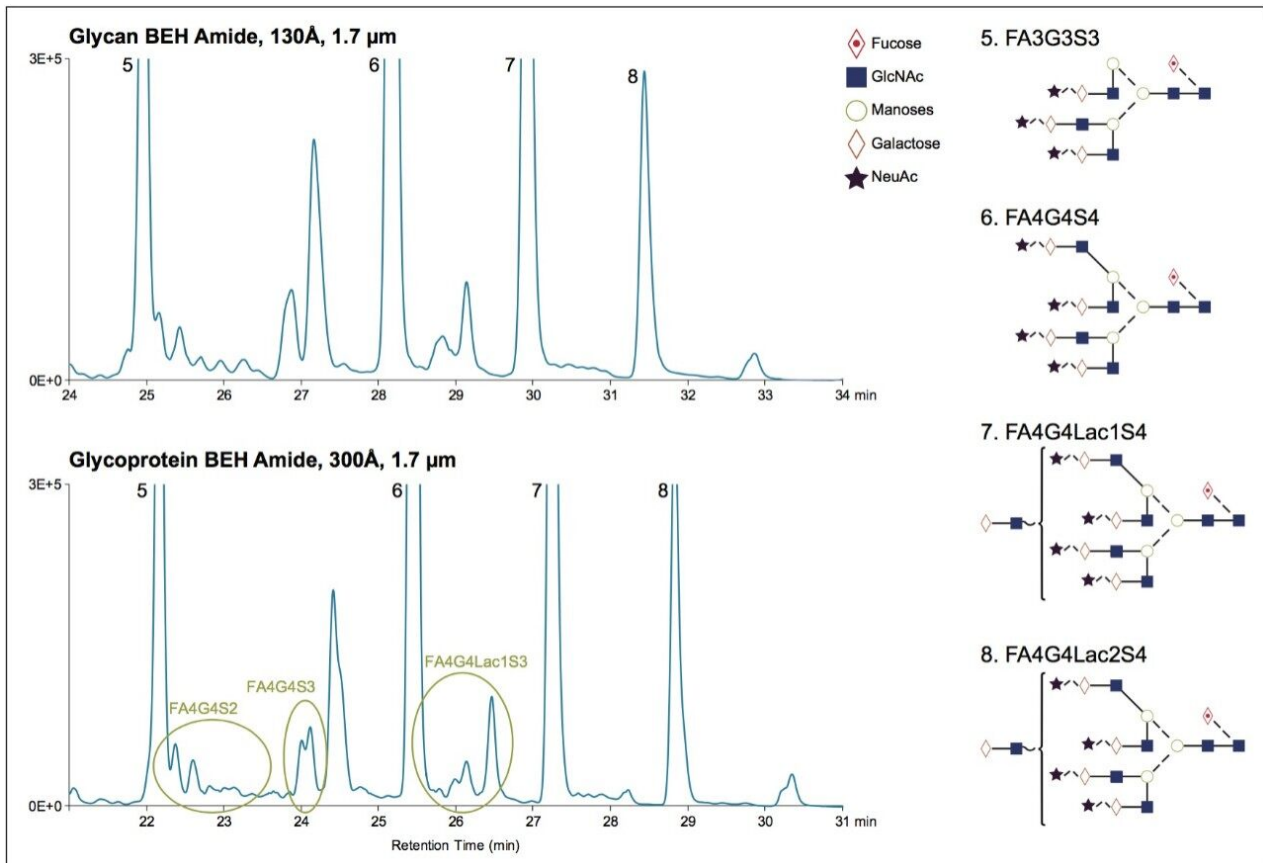 Glycan BEH Amide, 130Å, 1.7 µm
3E+5
5
6
7
8
0E+0
24 25 26 27 28 29 30 31 32 33 34 min
Fucose
GlcNAc
Manoses
Galactose
NeuAc
Glycoprotein BEH Amide, 300Å, 1.7 µm
3E+5
5
6
7
8
FA4G4S2
FA4G4S3
FA4G4Lac1S3
0E+0
22 23 24 25 26 27 28 29 30 31 min
Retention Time (min)
5. FA3G3S3
6. FA4G4S4
7. FA4G4Lac1S4
8. FA4G4Lac2S4